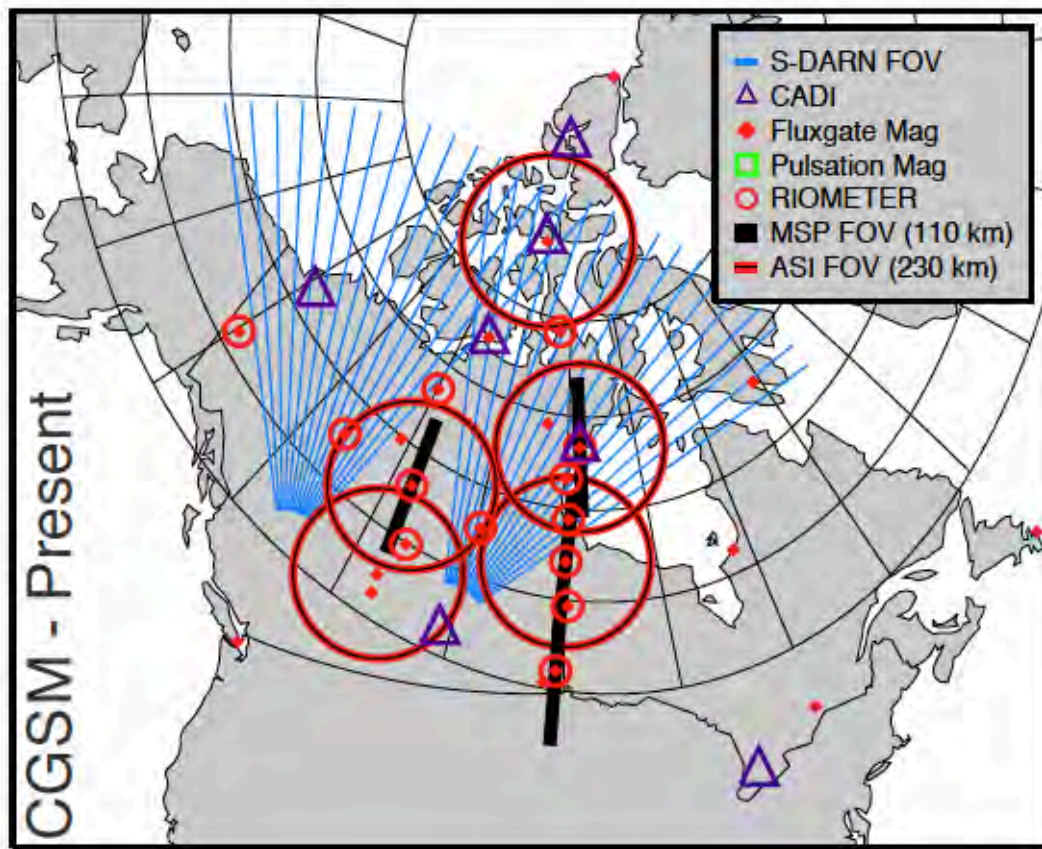 S-DARN FOV
CADI
Fluxgate Mag
Pulsation Mag
RIOMETER
MSP FOV (110 km)
ASI FOV (230 km)
CGSM - Present